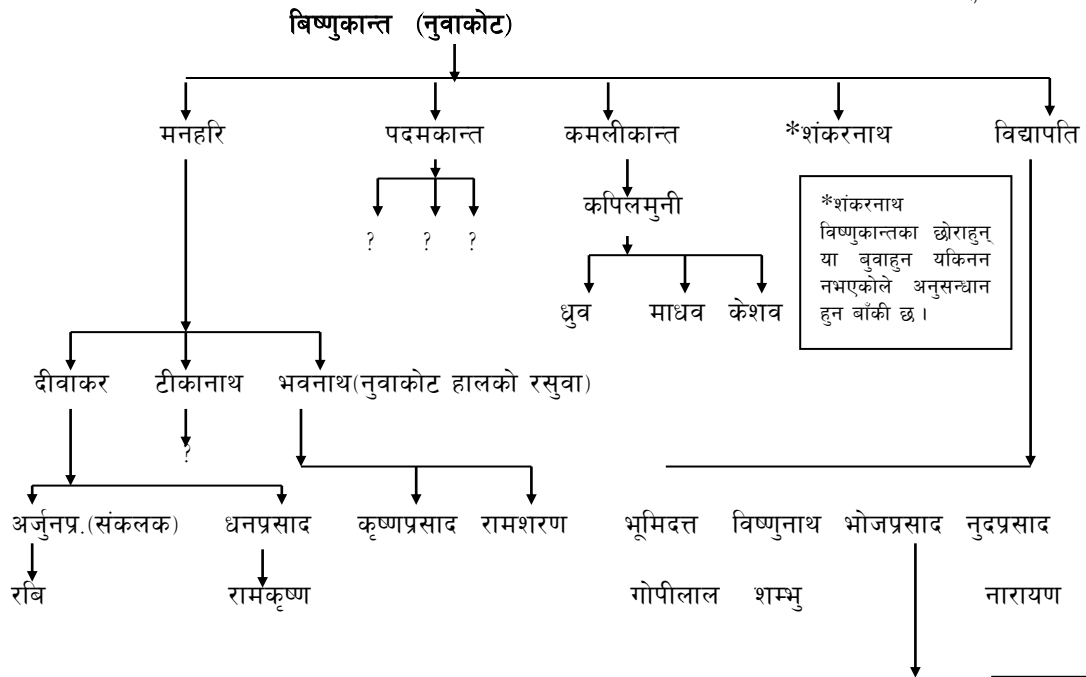 बिष्णुकान्त (नुवाकोट)
मनहरि पदमकान्त कमलीकान्त *शंकरनाथ विद्यापति
कपिलमुनी
*शंकरनाथ
विष्णुकान्तका छोराहुन्
या बुवाहुन यकिनन
नभएकोले अनुसन्धान
हुन बाँकी छ ।
? ? ?
ध्रुव माधव केशव
दीवाकर टीकानाथ भवनाथ(नुवाकोट हालको रसुवा)
?
अर्जुनप्र.(संकलक) धनप्रसाद कृष्णप्रसाद रामशरण भूमिदत्त विष्णुनाथ भोजप्रसाद नुदप्रसाद
रबि रामकृष्ण गोपीलाल शम्भु नारायण